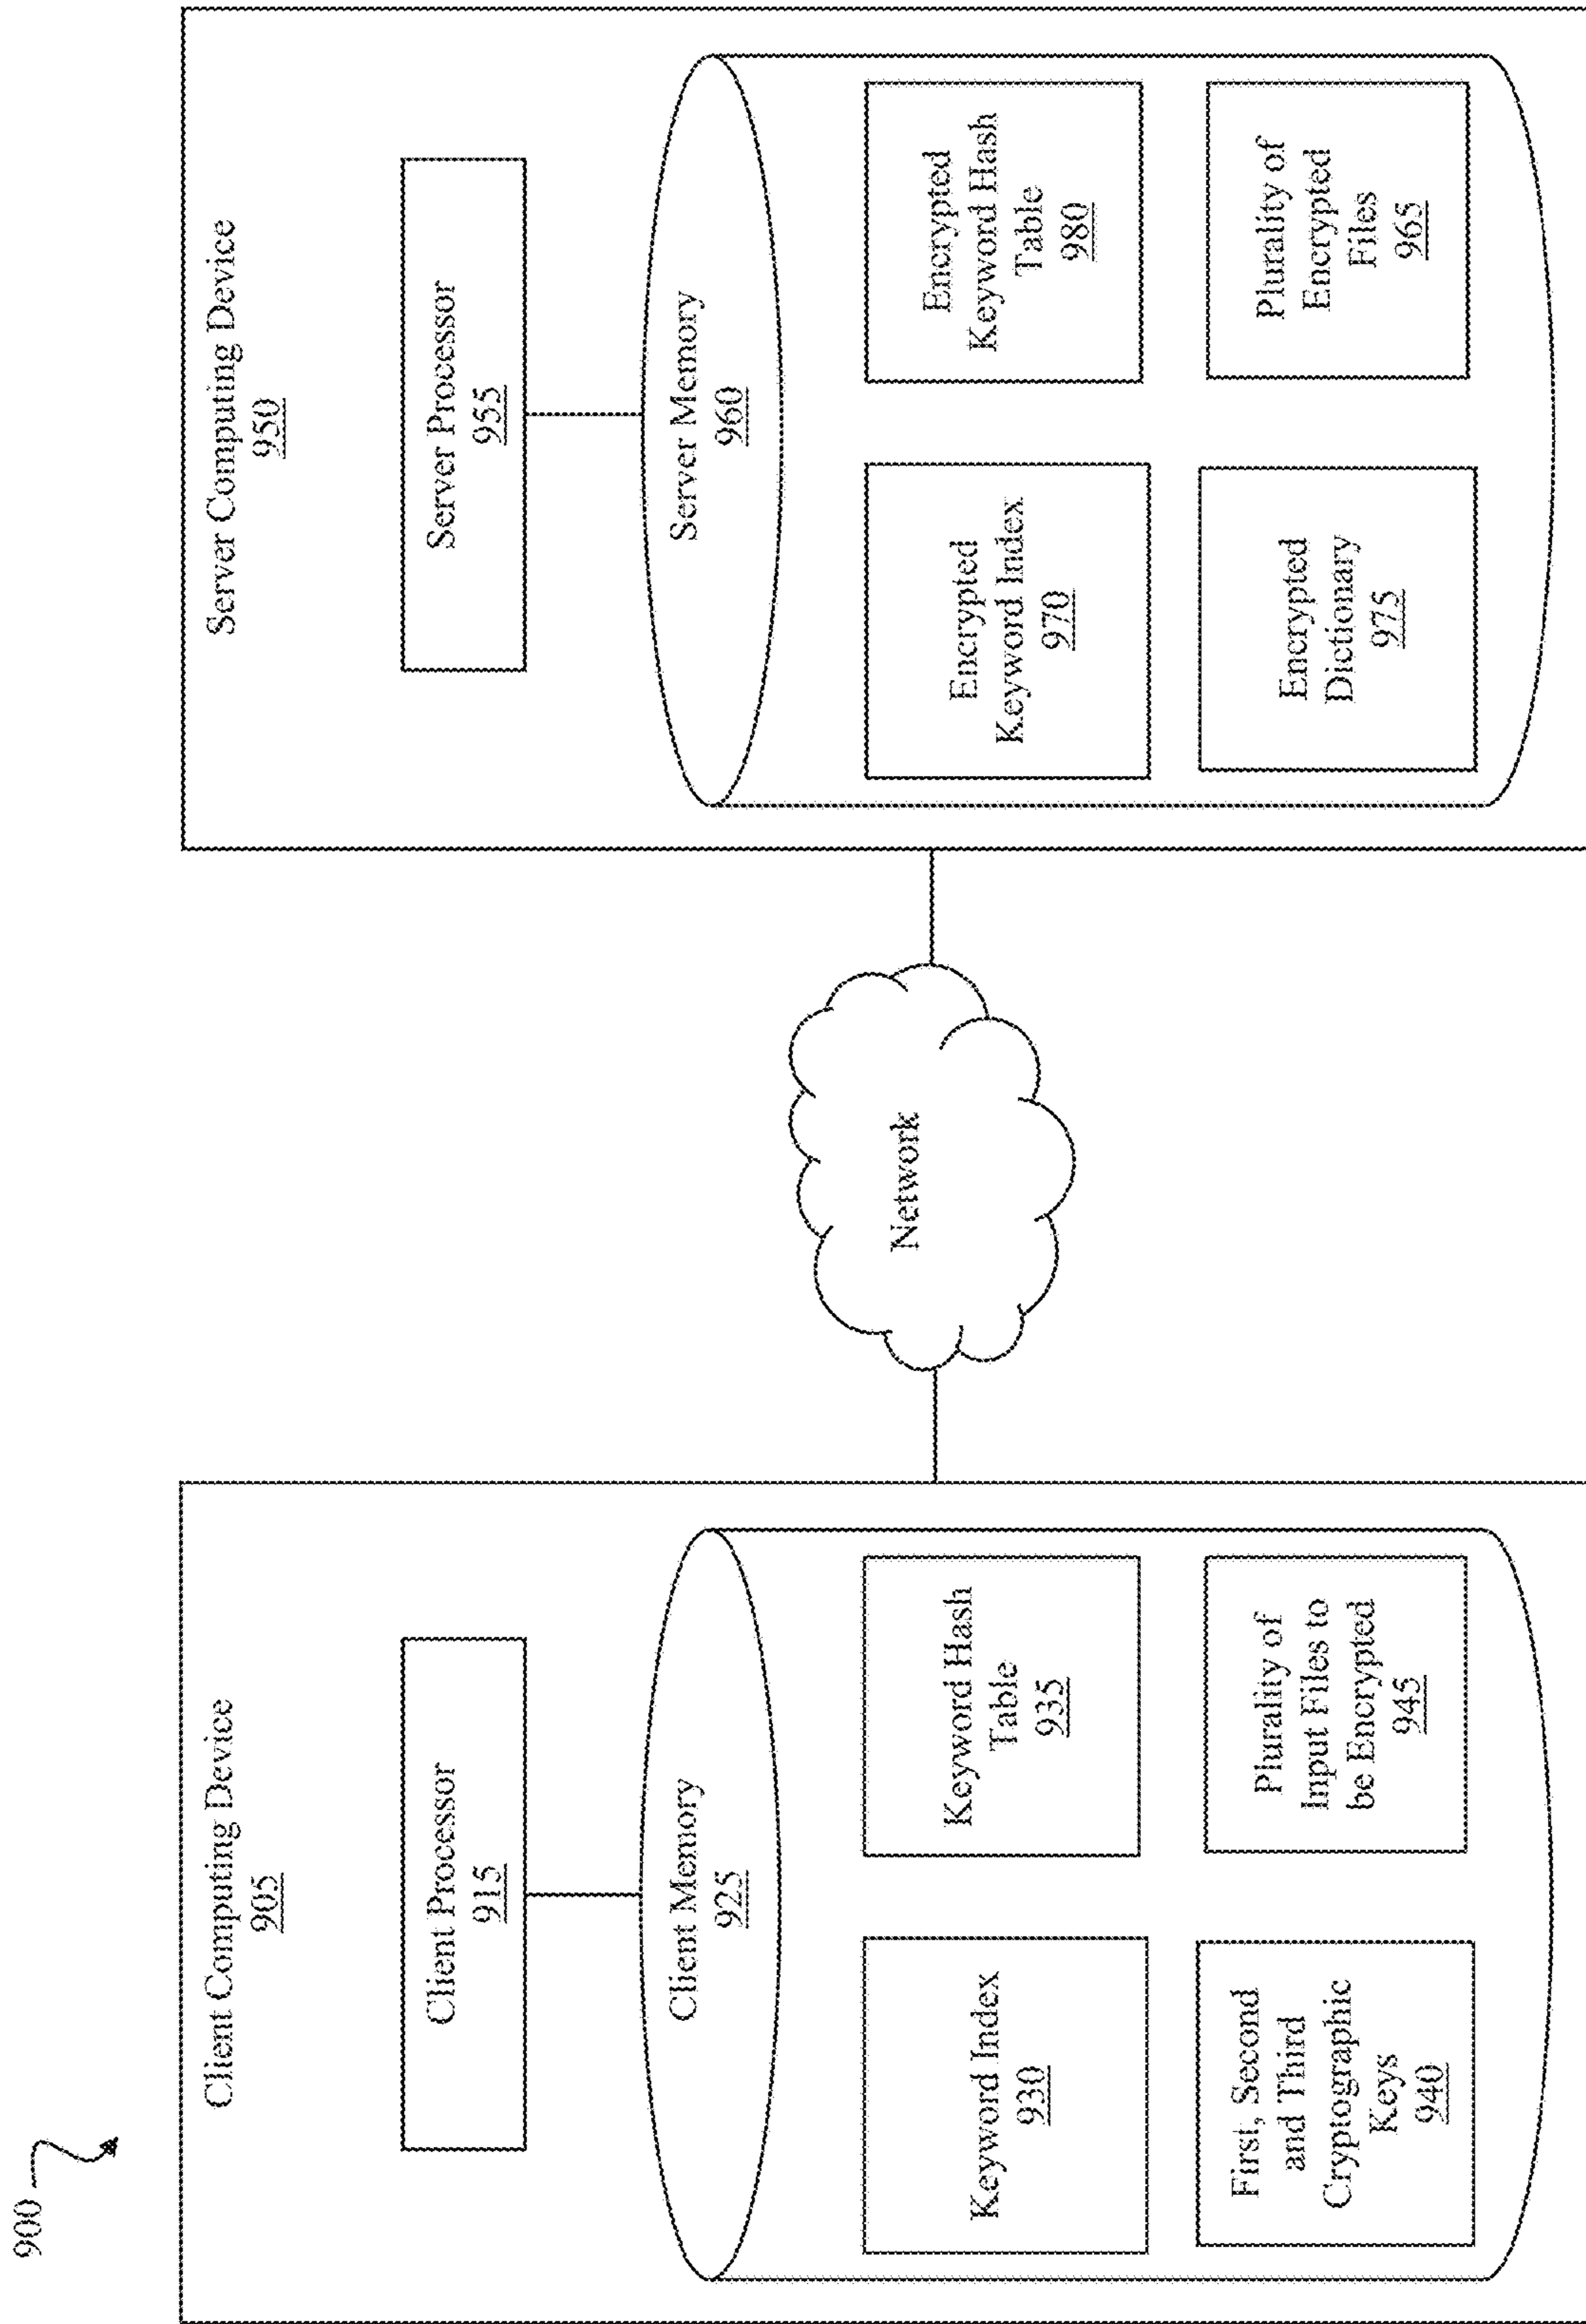 900
Client Computing Device
905
Client Processor
915
Client Memory
925
Keyword Index
930
Keyword Hash
Table
935
First, Second
and Third
Cryptographic
Keys
940
Plurality of
Input Files to
be Encrypted
945
Network
Server Computing Device
950
Server Processor
955
Server Memory
960
Encrypted
Keyword Index
970
Encrypted
Keyword Hash
Table
980
Encrypted
Dictionary
975
Plurality of
Encrypted
Files
965